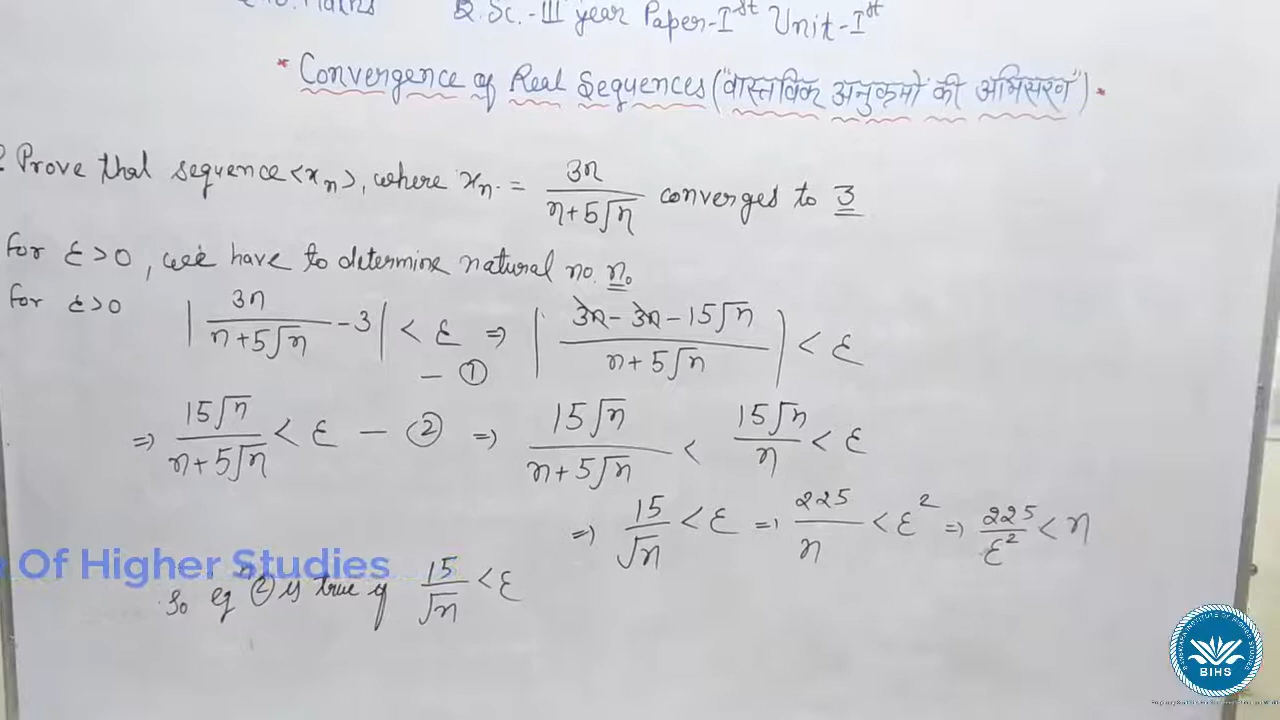 Maths B.Sc.-III year Paper-Ist Unit-Ist
* Convergence of Real Sequences ("वास्तविक अनुक्रमों की अभिसरण") *
Prove that sequence <xn>, where xn = 3n/(n+5√n) converges to 3
For ε>0, we have to determine natural no. n₀
For ε>0 |3n/(n+5√n) - 3| < ε ⇒ |(3n-3n-15√n)/(n+5√n)| < ε
— ①
⇒ 15√n/(n+5√n) < ε — ② ⇒ 15√n/(n+5√n) < 15√n/n < ε
⇒ 15/√n < ε ⇒ 225/n < ε² ⇒ 225/ε² < n
Of Higher Studies
So eqn ② is true if 15/√n < ε
BIHS